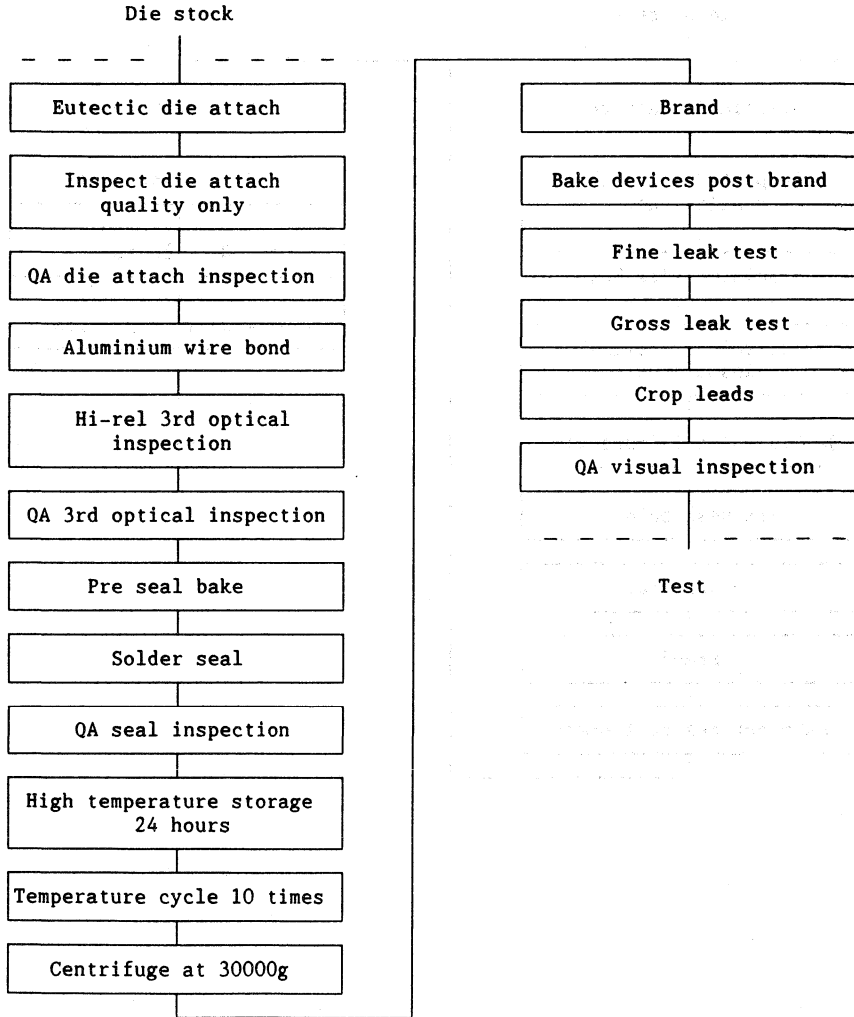 Die stock
Eutectic die attach
Inspect die attach
quality only
QA die attach inspection
Aluminium wire bond
Hi-rel 3rd optical
inspection
QA 3rd optical inspection
Pre seal bake
Solder seal
QA seal inspection
High temperature storage
24 hours
Temperature cycle 10 times
Centrifuge at 30000g
Brand
Bake devices post brand
Fine leak test
Gross leak test
Crop leads
QA visual inspection
Test